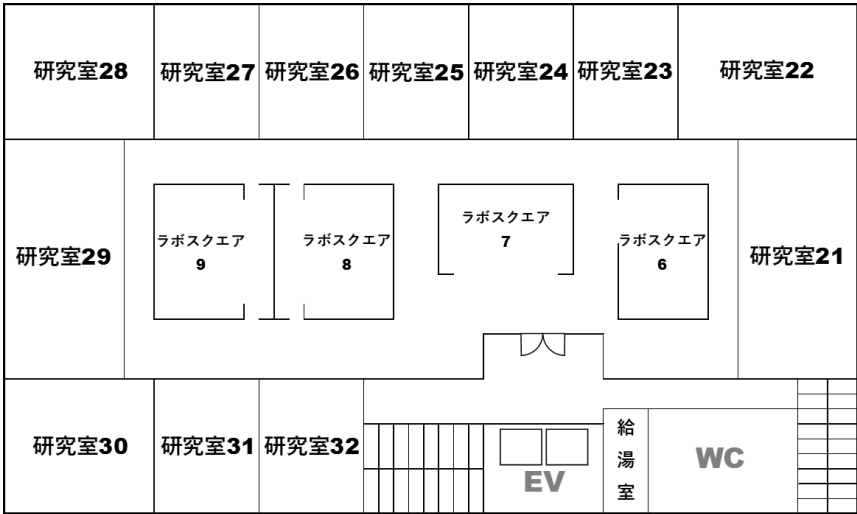 研究室28
研究室27
研究室26
研究室25
研究室24
研究室23
研究室22
研究室29
ラボスクエア
9
ラボスクエア
8
ラボスクエア
7
ラボスクエア
6
研究室21
研究室30
研究室31
研究室32
EV
給湯室
WC